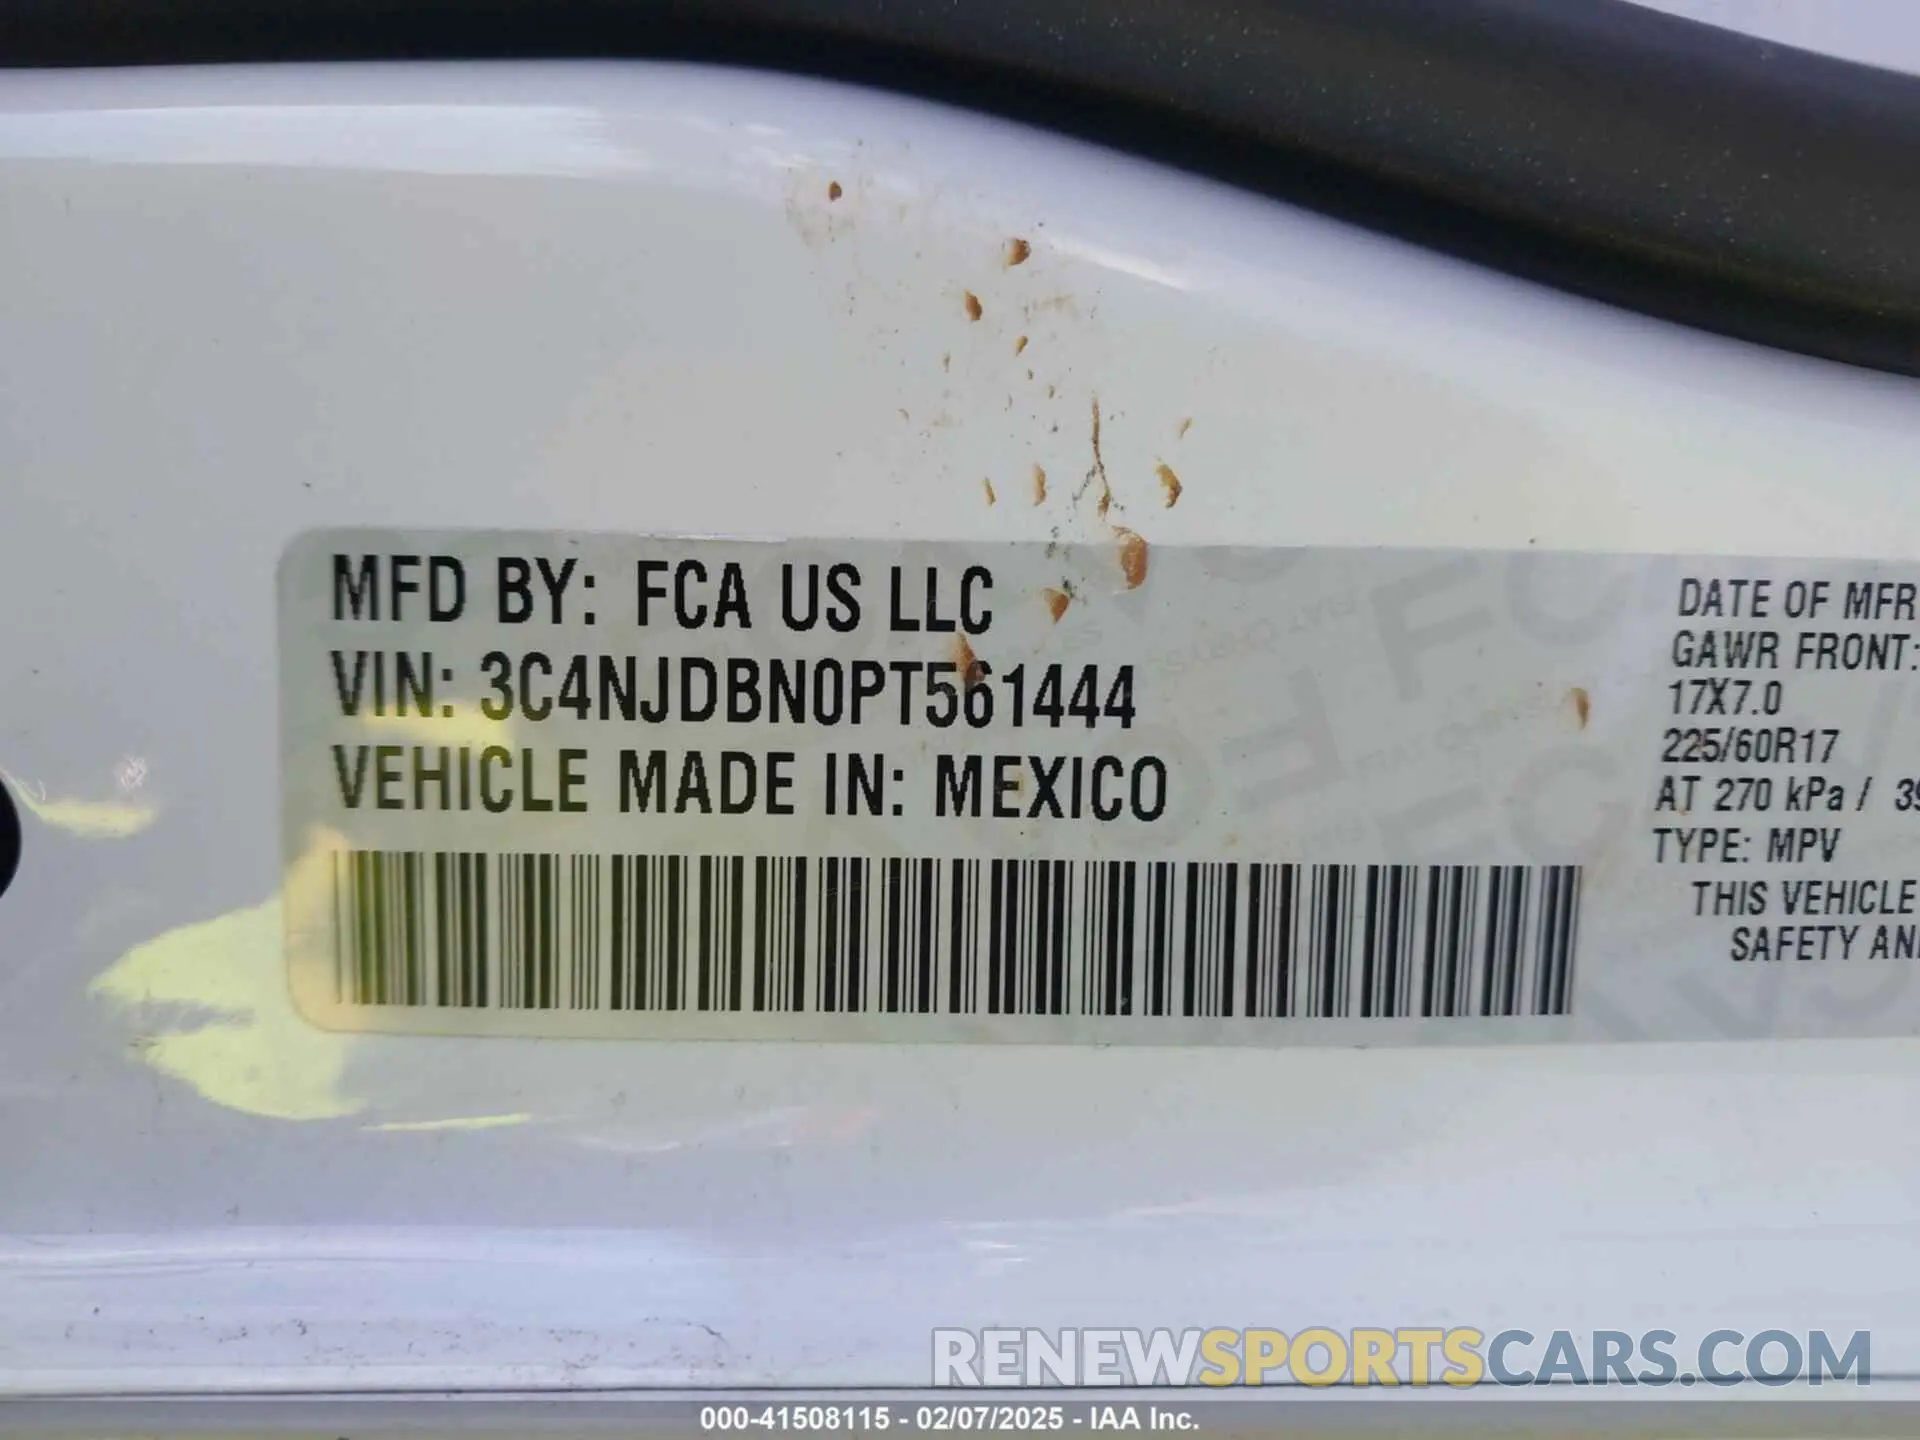 MFD BY: FCA US LLC
VIN: 3C4NJDBN0PT561444
VEHICLE MADE IN: MEXICO
DATE OF MFR
GAWR FRONT:
17X7.0
225/60R17
AT 270 kPa / 39
TYPE: MPV
THIS VEHICLE
SAFETY AN
RENEWSPORTSCARS.COM
000-41508115 - 02/07/2025 - IAA Inc.